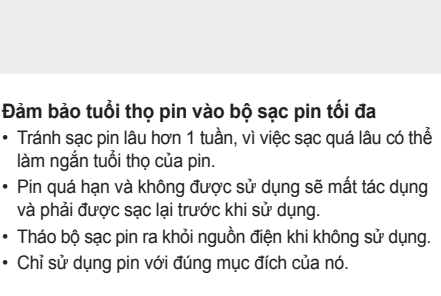 Đảm bảo tuổi thọ pin vào bộ sạc pin tối đa
• Tránh sạc pin lâu hơn 1 tuần, vì việc sạc quá lâu có thể
làm ngắn tuổi thọ của pin.
• Pin quá hạn và không được sử dụng sẽ mất tác dụng
và phải được sạc lại trước khi sử dụng.
• Tháo bộ sạc pin ra khỏi nguồn điện khi không sử dụng.
• Chỉ sử dụng pin với đúng mục đích của nó.